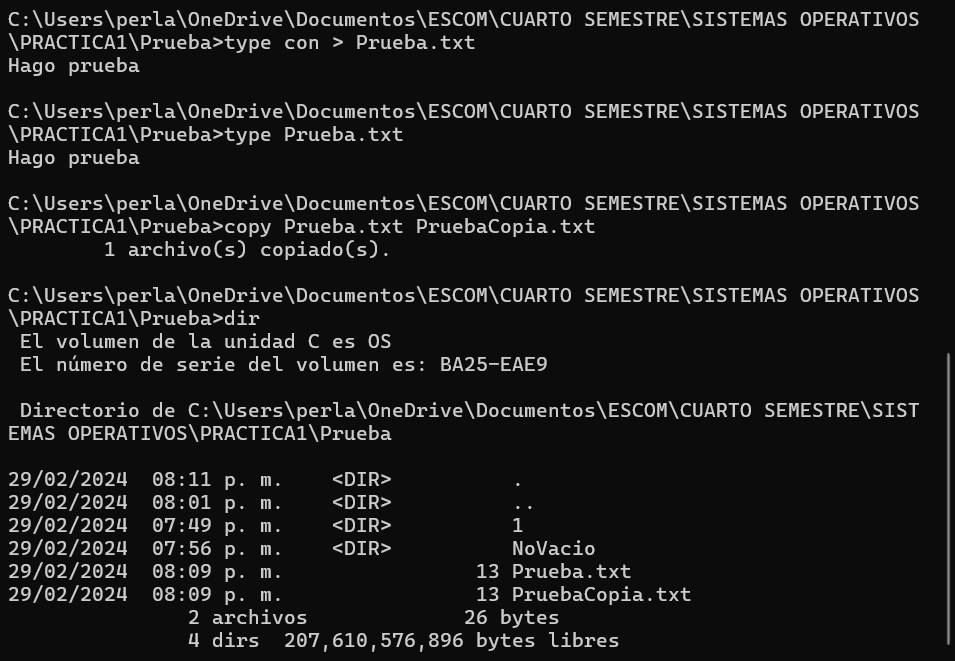 C:\Users\perla\OneDrive\Documentos\ESCOM\CUARTO SEMESTRE\SISTEMAS OPERATIVOS
\PRACTICA1\Prueba>type con > Prueba.txt
Hago prueba
C:\Users\perla\OneDrive\Documentos\ESCOM\CUARTO SEMESTRE\SISTEMAS OPERATIVOS
\PRACTICA1\Prueba>type Prueba.txt
Hago prueba
C:\Users\perla\OneDrive\Documentos\ESCOM\CUARTO SEMESTRE\SISTEMAS OPERATIVOS
\PRACTICA1\Prueba>copy Prueba.txt PruebaCopia.txt
        1 archivo(s) copiado(s).
C:\Users\perla\OneDrive\Documentos\ESCOM\CUARTO SEMESTRE\SISTEMAS OPERATIVOS
\PRACTICA1\Prueba>dir
 El volumen de la unidad C es OS
 El número de serie del volumen es: BA25-EAE9
 Directorio de C:\Users\perla\OneDrive\Documentos\ESCOM\CUARTO SEMESTRE\SIST
EMAS OPERATIVOS\PRACTICA1\Prueba
29/02/2024  08:11 p. m.    <DIR>          .
29/02/2024  08:01 p. m.    <DIR>          ..
29/02/2024  07:49 p. m.    <DIR>          1
29/02/2024  07:56 p. m.    <DIR>          NoVacio
29/02/2024  08:09 p. m.                13 Prueba.txt
29/02/2024  08:09 p. m.                13 PruebaCopia.txt
               2 archivos             26 bytes
               4 dirs  207,610,576,896 bytes libres